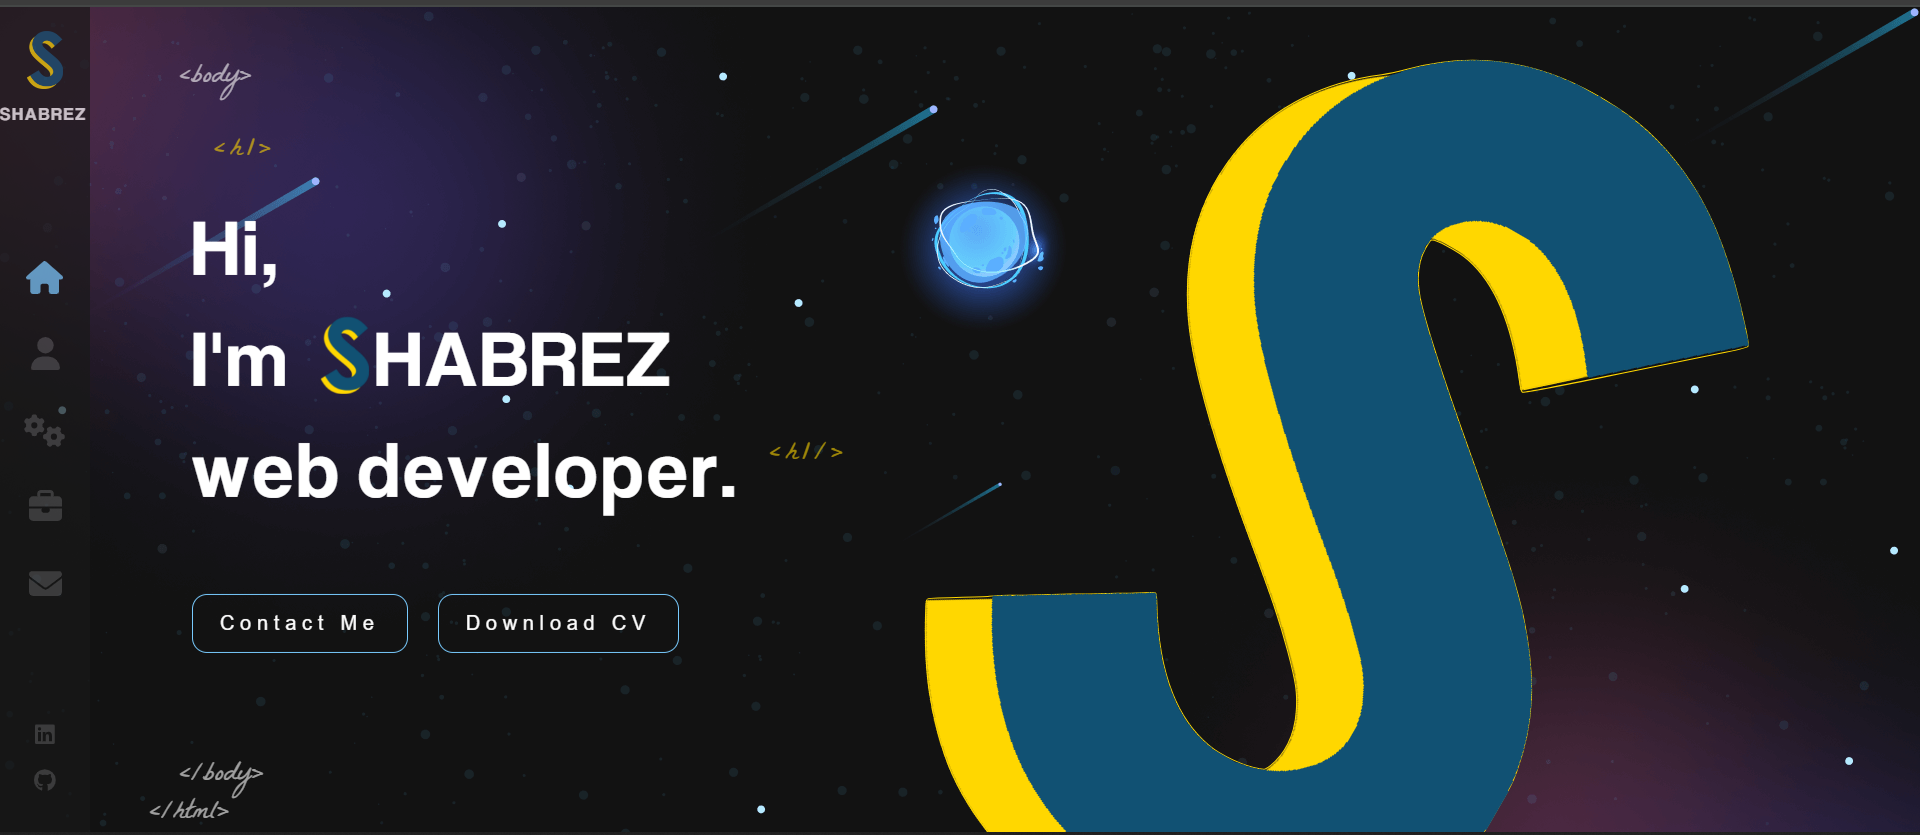 SHABREZ
<body>
<h1>
Hi,
I'm SHABREZ
web developer.
<h1/>
Contact Me
Download CV
</body>
</html>
S